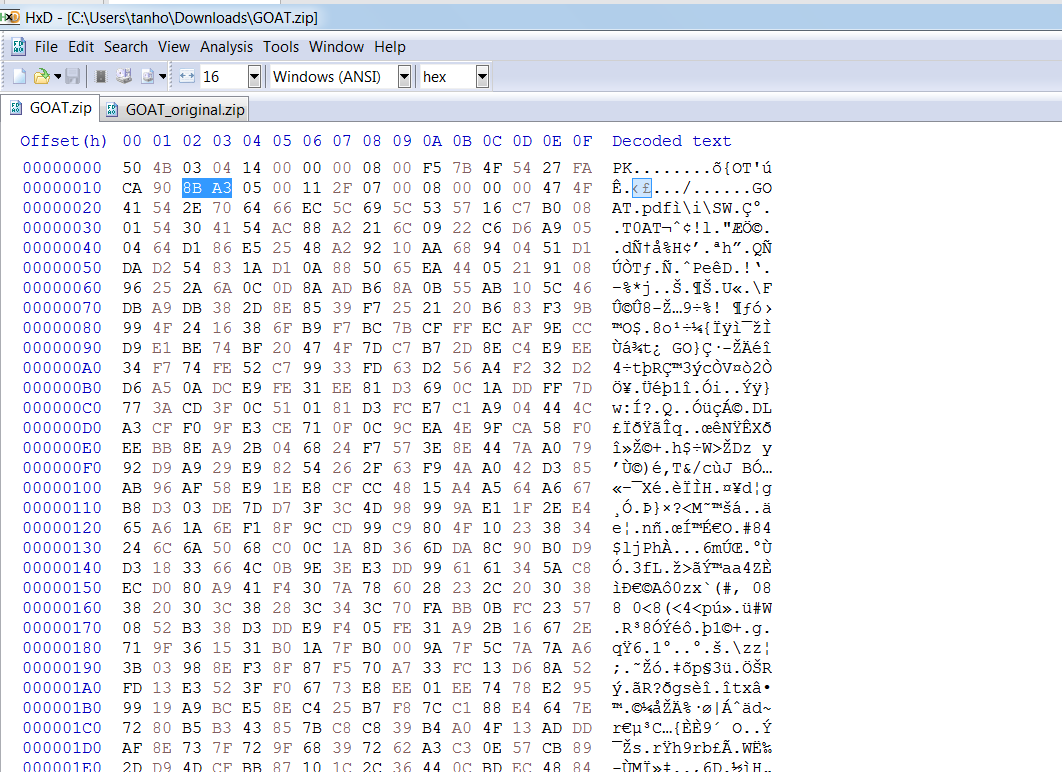 HxD - [C:\Users\tanho\Downloads\GOAT.zip]
File Edit Search View Analysis Tools Window Help
16 Windows (ANSI) hex
GOAT.zip GOAT_original.zip
Offset(h) 00 01 02 03 04 05 06 07 08 09 0A 0B 0C 0D 0E 0F Decoded text
00000000 50 4B 03 04 14 00 00 00 08 00 F5 7B 4F 54 27 FA PK........õ{OT'ú
00000010 CA 90 8B A3 05 00 11 2F 07 00 08 00 00 00 47 4F Ê.‹£.../......GO
00000020 41 54 2E 70 64 66 EC 5C 69 5C 53 57 16 C7 B0 08 AT.pdfì\i\SW.Ç°.
00000030 01 54 30 41 54 AC 88 A2 21 6C 09 22 C6 D6 A9 05 .T0AT¬ˆ¢!l."ÆÖ©.
00000040 04 64 D1 86 E5 25 48 A2 92 10 AA 68 94 04 51 D1 .dÑ†å%H¢’.ªh”.QÑ
00000050 DA D2 54 83 1A D1 0A 88 50 65 EA 44 05 21 91 08 ÚÒTƒ.Ñ.ˆPeêD.!‘.
00000060 96 25 2A 6A 0C 0D 8A AD B6 8A 0B 55 AB 10 5C 46 –%*j..Š.¶Š.U«.\F
00000070 DB A9 DB 38 2D 8E 85 39 F7 25 21 20 B6 83 F3 9B Û©Û8-Ž…9÷%! ¶ƒó›
00000080 99 4F 24 16 38 6F B9 F7 BC 7B CF FF EC AF 9E CC ™O$.8o¹÷¼{Ïÿì¯žÌ
00000090 D9 E1 BE 74 BF 20 47 4F 7D C7 B7 2D 8E C4 E9 EE Ùá¾t¿ GO}Ç·-ŽÄéî
000000A0 34 F7 74 FE 52 C7 99 33 FD 63 D2 56 A4 F2 32 D2 4÷tþRÇ™3ýcÒV¤ò2Ò
000000B0 D6 A5 0A DC E9 FE 31 EE 81 D3 69 0C 1A DD FF 7D Ö¥.Üéþ1î.Ói..Ýÿ}
000000C0 77 3A CD 3F 0C 51 01 81 D3 FC E7 C1 A9 04 44 4C w:Í?.Q..ÓüçÁ©.DL
000000D0 A3 CF F0 9F E3 CE 71 0F 0C 9C EA 4E 9F CA 58 F0 £ÏðŸãÎq..œêNŸÊXð
000000E0 EE BB 8E A9 2B 04 68 24 F7 57 3E 8E 44 7A A0 79 î»Ž©+.h$÷W>ŽDz y
000000F0 92 D9 A9 29 E9 82 54 26 2F 63 F9 4A A0 42 D3 85 ’Ù©)é‚T&/cùJ BÓ…
00000100 AB 96 AF 58 E9 1E E8 CF CC 48 15 A4 A5 64 A6 67 «–¯Xé.èÏÌH.¤¥d¦g
00000110 B8 D3 03 DE 7D D7 3F 3C 4D 98 99 9A E1 1F 2E E4 ¸Ó.Þ}×?<M˜™šá..ä
00000120 65 A6 1A 6E F1 8F 9C CD 99 C9 80 4F 10 23 38 34 e¦.nñ.œÍ™É€O.#84
00000130 24 6C 6A 50 68 C0 0C 1A 8D 36 6D DA 8C 90 B0 D9 $ljPhÀ...6mÚŒ.°Ù
00000140 D3 18 33 66 4C 0B 9E 3E E3 DD 99 61 61 34 5A C8 Ó.3fL.ž>ãÝ™aa4ZÈ
00000150 EC D0 80 A9 41 F4 30 7A 78 60 28 23 2C 20 30 38 ìÐ€©Aô0zx`(#, 08
00000160 38 20 30 3C 38 28 3C 34 3C 70 FA BB 0B FC 23 57 8 0<8(<4<pú».ü#W
00000170 08 52 B3 38 D3 DD E9 F4 05 FE 31 A9 2B 16 67 2E .R³8ÓÝéô.þ1©+.g.
00000180 71 9F 36 15 31 B0 1A 7F B0 00 9A 7F 5C 7A 7A A6 qŸ6.1°..°.š.\zz¦
00000190 3B 03 98 8E F3 8F 87 F5 70 A7 33 FC 13 D6 8A 52 ;.˜Žó.‡õp§3ü.ÖŠR
000001A0 FD 13 E3 52 3F F0 67 73 E8 EE 01 EE 74 78 E2 95 ý.ãR?ðgsèî.îtxâ•
000001B0 99 19 A9 BC E5 8E C4 25 B7 F8 7C C1 88 E4 64 7E ™.©¼åŽÄ%·ø|Áˆäd~
000001C0 72 80 B5 B3 43 85 7B C8 C8 39 B4 A0 4F 13 AD DD r€µ³C…{ÈÈ9´ O..Ý
000001D0 AF 8E 73 7F 72 9F 68 39 72 62 A3 C3 0E 57 CB 89 ¯Žs.rŸh9rb£Ã.WË‰
000001E0 2D D9 4D CF BB 87 10 1C 2C 36 44 0C BD EC 48 84 -ÙMÏ»‡..,6D.½ìH„